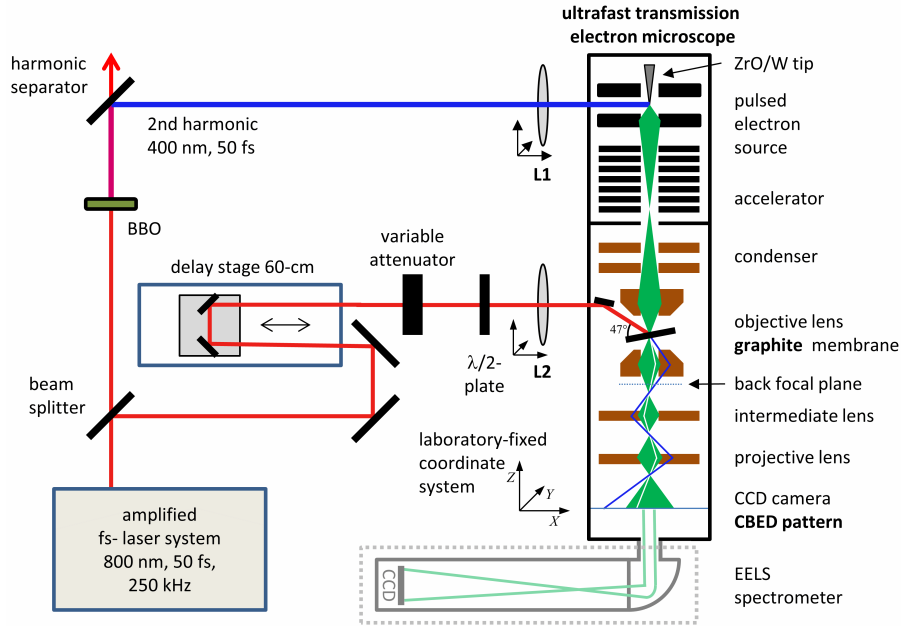 ultrafast transmission
electron microscope
harmonic
separator
ZrO/W tip
2nd harmonic
400 nm, 50 fs
L1
pulsed
electron
source
accelerator
BBO
variable
attenuator
delay stage 60-cm
condenser
47°
objective lens
graphite membrane
λ/2-
plate
L2
back focal plane
beam
splitter
intermediate lens
laboratory-fixed
coordinate
system
projective lens
Z
Y
X
CCD camera
CBED pattern
amplified
fs- laser system
800 nm, 50 fs,
250 kHz
CCD
EELS
spectrometer